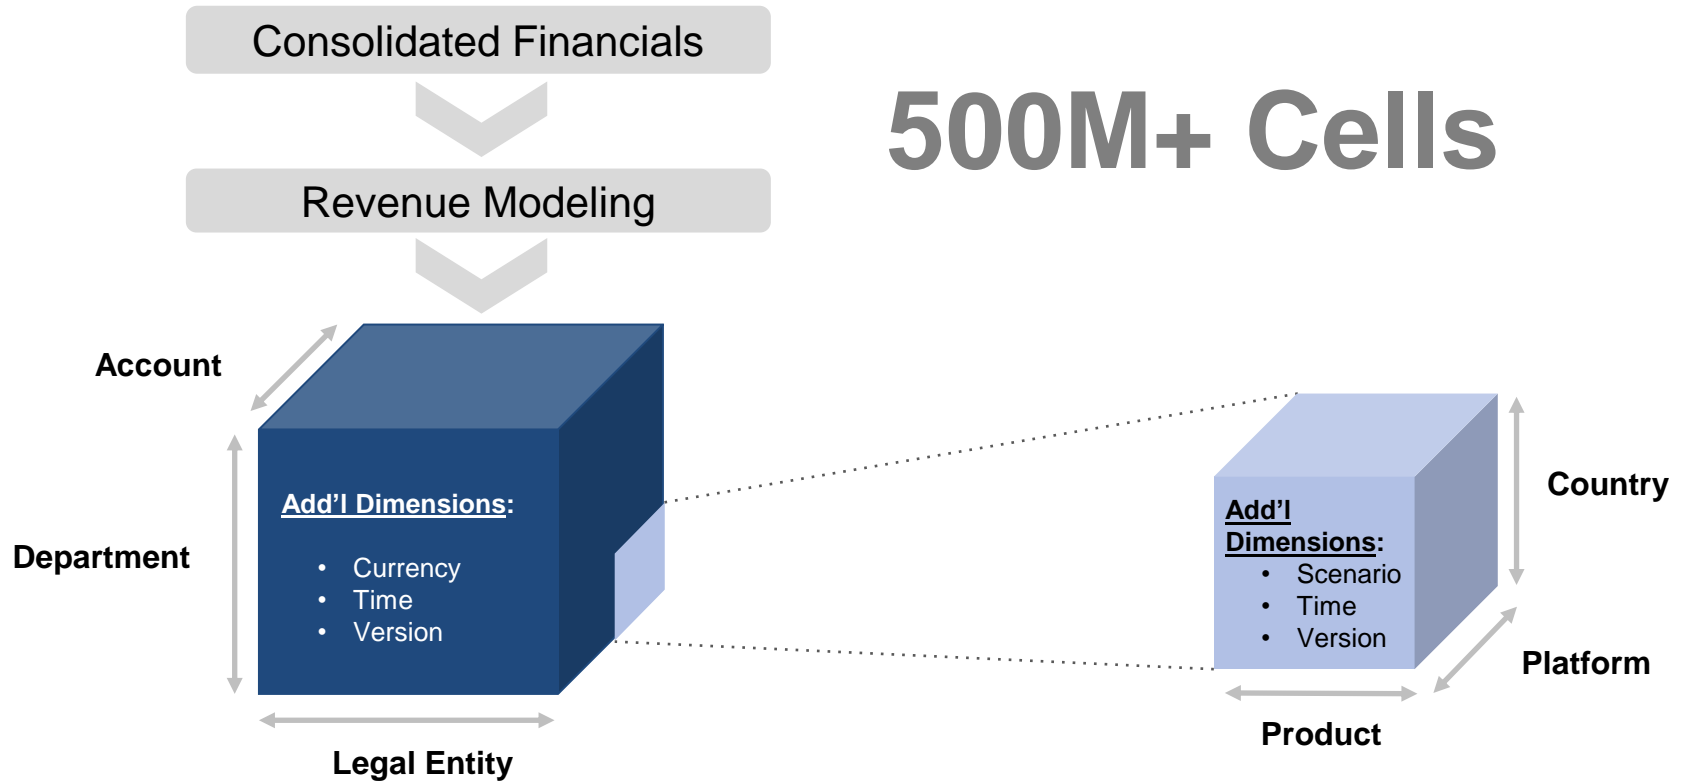 Consolidated Financials
500M+ Cells
Revenue Modeling
Account
Department
Add’l Dimensions:
• Currency
• Time
• Version
Legal Entity
Add’l
Dimensions:
• Scenario
• Time
• Version
Country
Platform
Product